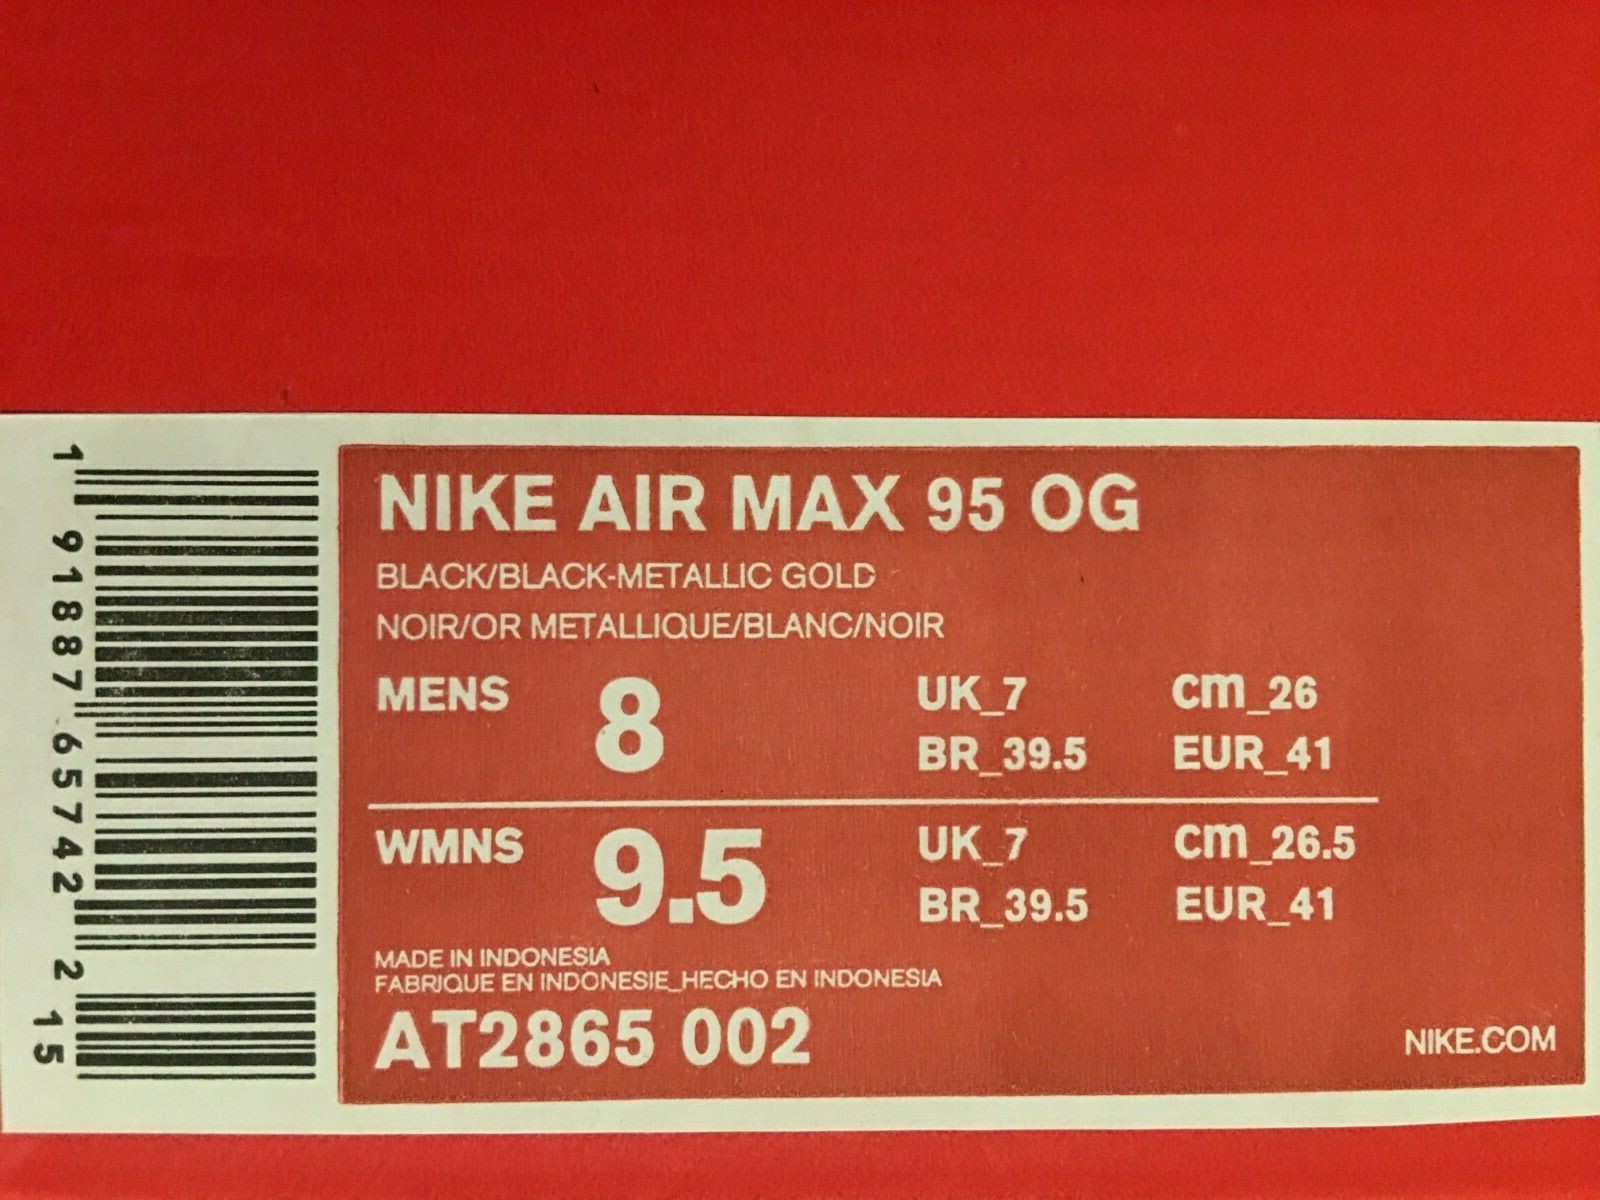 NIKE AIR MAX 95 OG
BLACK/BLACK-METALLIC GOLD
NOIR/OR METALLIQUE/BLANC/NOIR
MENS 8 UK_7 cm_26
BR_39.5 EUR_41
WMNS 9.5 UK_7 cm_26.5
BR_39.5 EUR_41
MADE IN INDONESIA
FABRIQUE EN INDONESIE_HECHO EN INDONESIA
AT2865 002
NIKE.COM
1 91887 65742 2 15